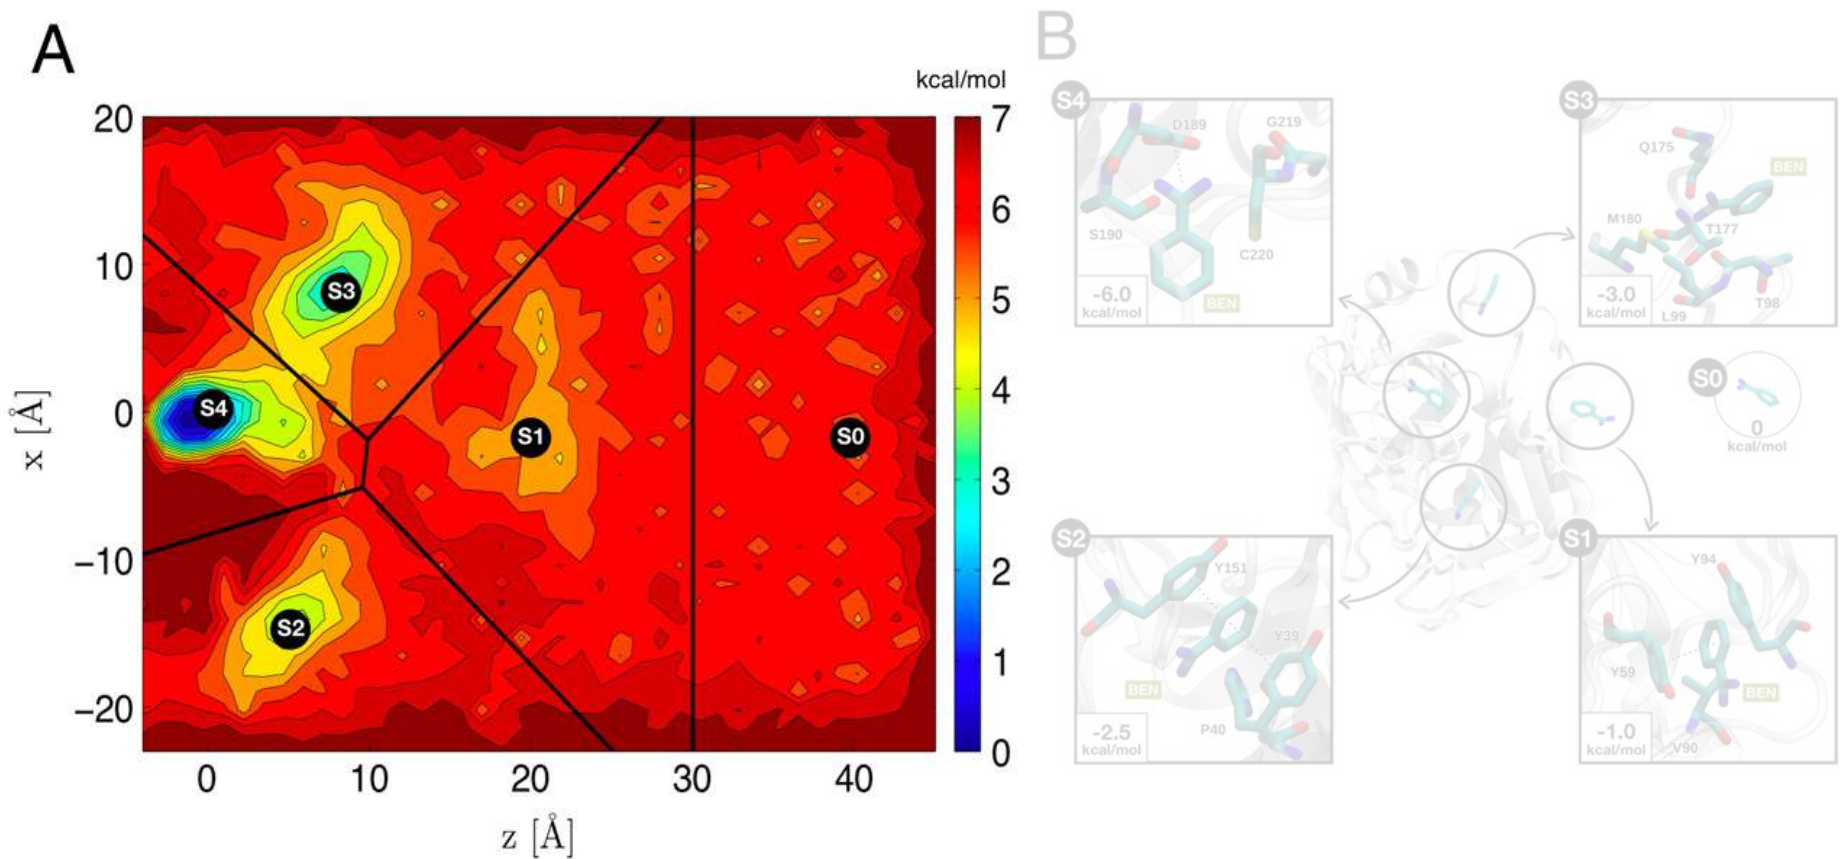 A
kcal/mol
20
10
0
−10
−20
x [Å]
0
10
20
30
40
z [Å]
7
6
5
4
3
2
1
0
S3
S4
S1
S0
S2
B
S4
D189
G219
S190
C220
BEN
-6.0
kcal/mol
S3
Q175
BEN
M180
T177
T98
L99
-3.0
kcal/mol
S0
0
kcal/mol
S2
Y151
Y39
BEN
P40
-2.5
kcal/mol
S1
Y94
Y59
BEN
V90
-1.0
kcal/mol